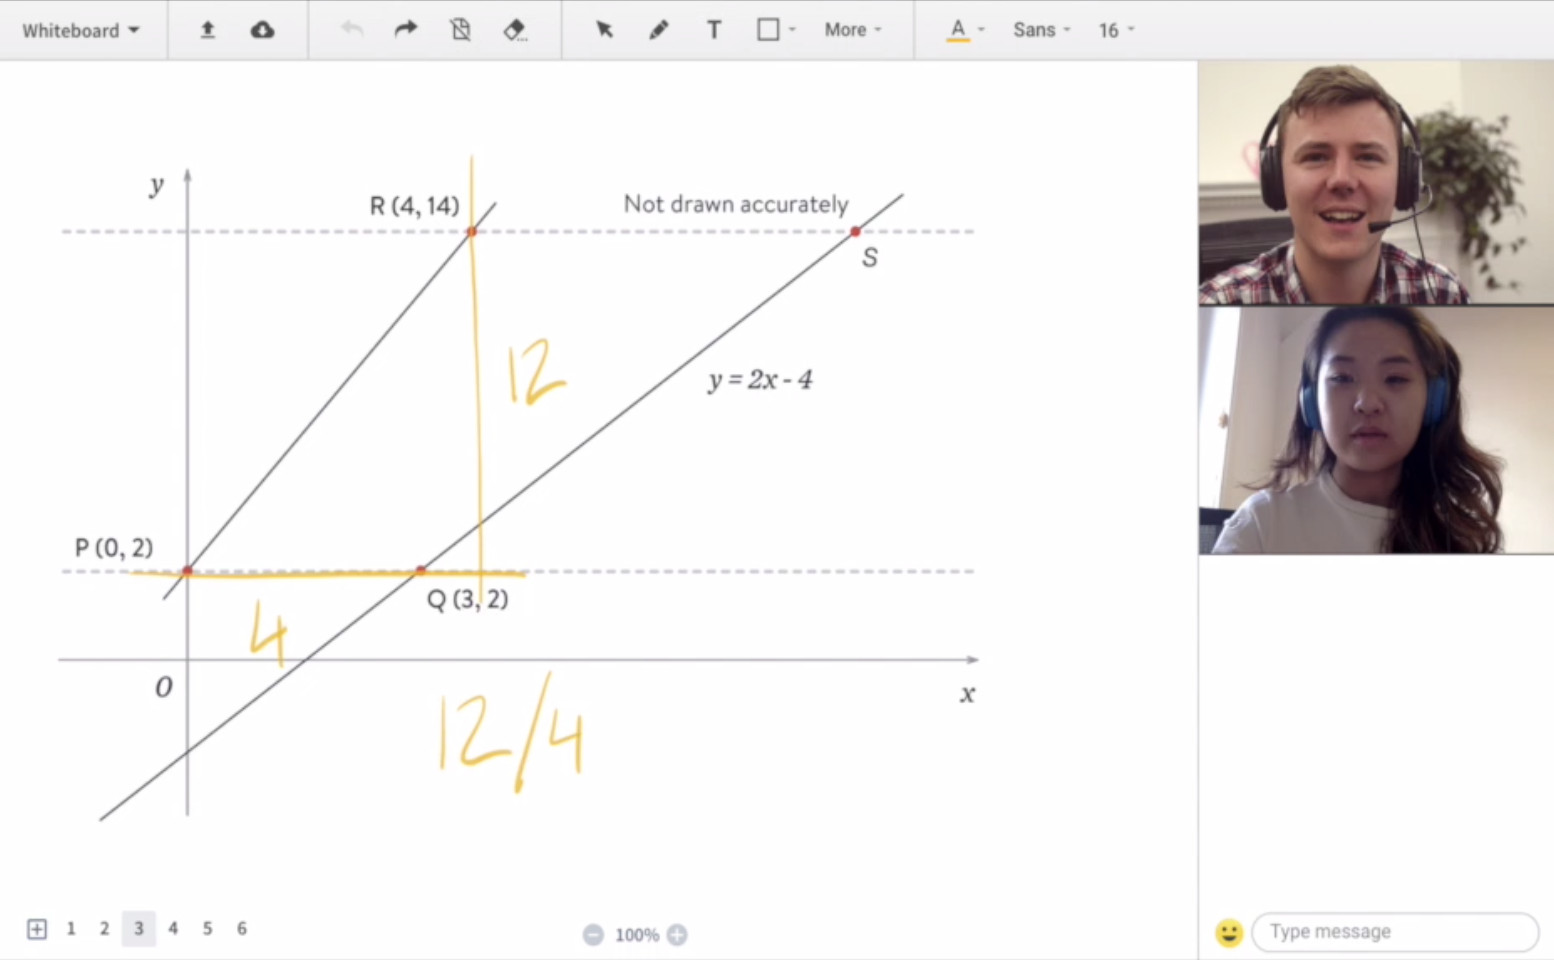 Whiteboard
T
More
A
Sans
16
y
R (4, 14)
Not drawn accurately
S
12
y = 2x - 4
P (0, 2)
Q (3, 2)
4
O
x
12/4
1 2 3 4 5 6
100%
Type message